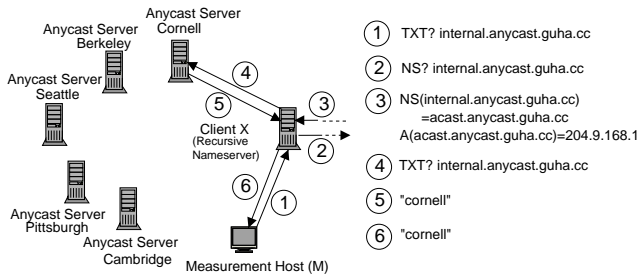 Anycast Server
Cornell
Anycast Server
Berkeley
Anycast Server
Seattle
Anycast Server
Pittsburgh
Anycast Server
Cambridge
Client X
(Recursive
Nameserver)
Measurement Host (M)
4
5
3
2
6
1
1 TXT? internal.anycast.guha.cc
2 NS? internal.anycast.guha.cc
3 NS(internal.anycast.guha.cc)
=acast.anycast.guha.cc
A(acast.anycast.guha.cc)=204.9.168.1
4 TXT? internal.anycast.guha.cc
5 "cornell"
6 "cornell"